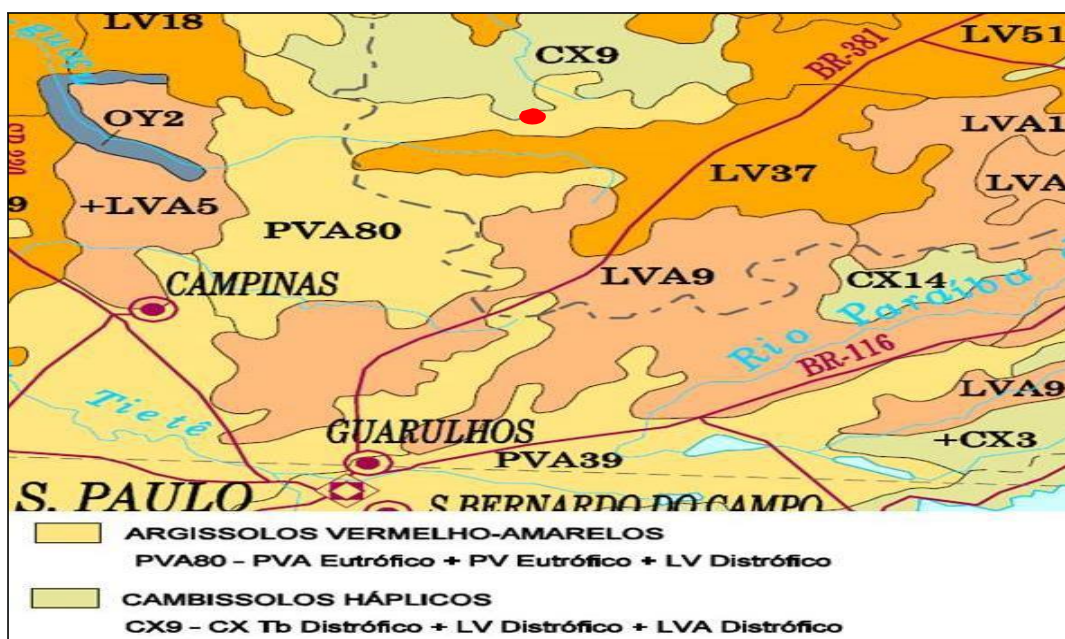 LV18
CX9
LV51
BR-381
OY2
LVA1
LV37
LVA
9
+LVA5
PVA80
CAMPINAS
LVA9
CX14
Rio Paraiba
BR-116
Tietê
LVA9
GUARULHOS
PVA39
+CX3
S. PAULO
S. BERNARDO DO CAMPO
ARGISSOLOS VERMELHO-AMARELOS
PVA80 – PVA Eutrófico + PV Eutrófico + LV Distrófico
CAMBISSOLOS HÁPLICOS
CX9 – CX Tb Distrófico + LV Distrófico + LVA Distrófico